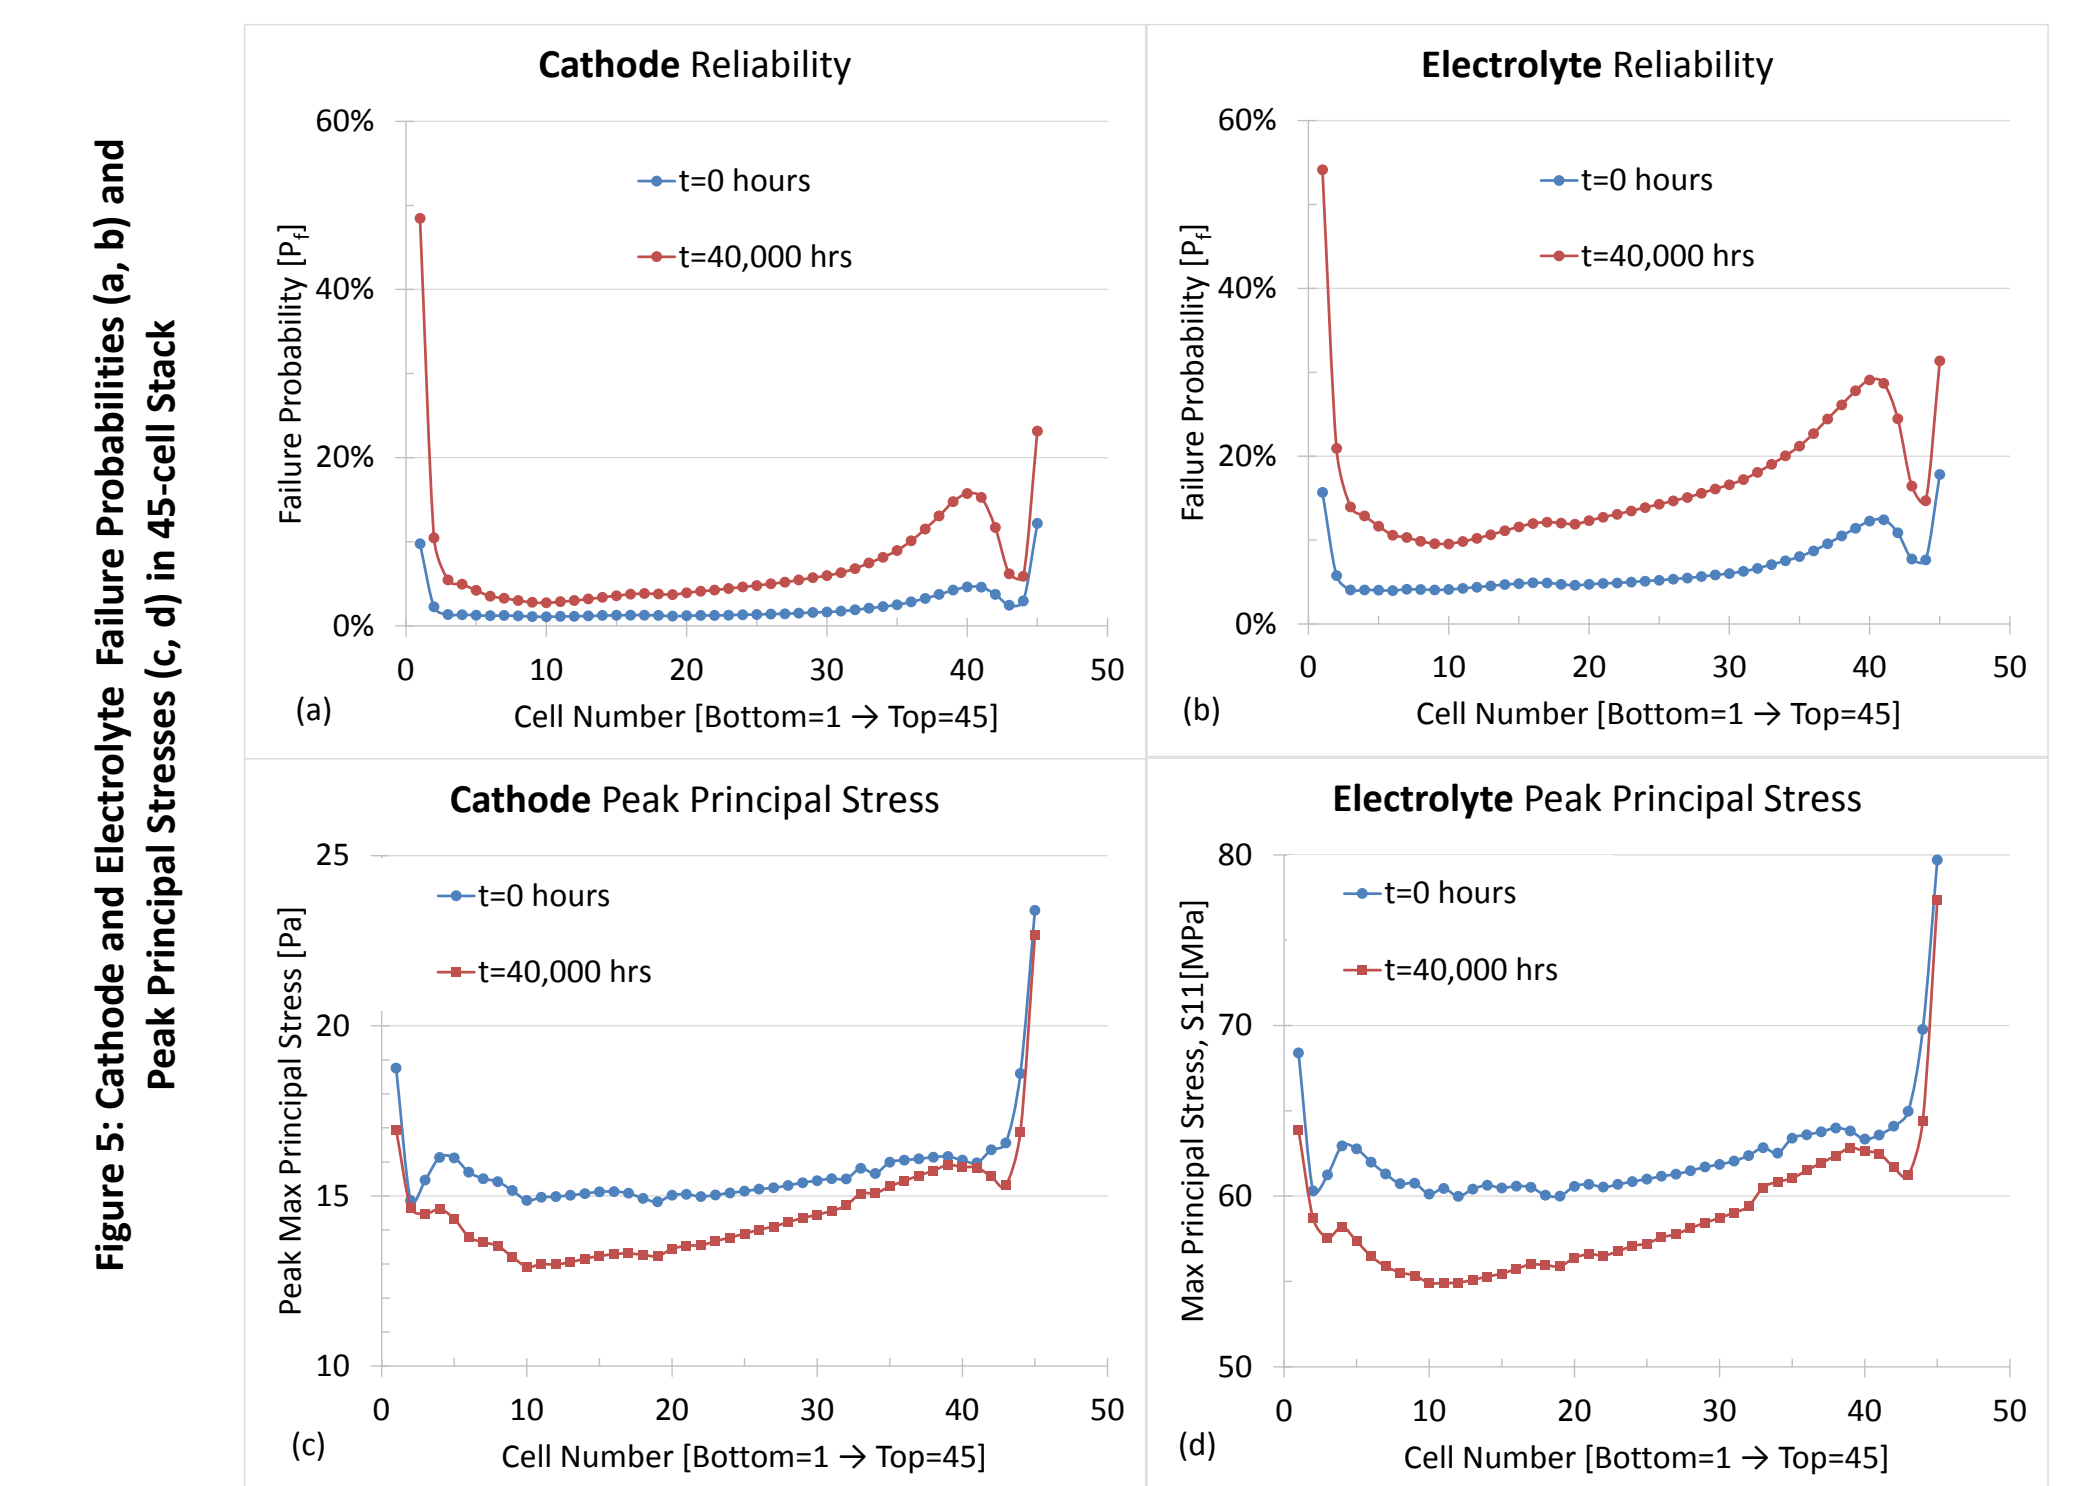 Figure 5: Cathode and Electrolyte Failure Probabilities (a, b) and
Peak Principal Stresses (c, d) in 45-cell Stack
Cathode Reliability
60%
40%
20%
0%
Failure Probability [Pf]
t=0 hours
t=40,000 hrs
0 10 20 30 40 50
(a)
Cell Number [Bottom=1 → Top=45]
Electrolyte Reliability
60%
40%
20%
0%
Failure Probability [Pf]
t=0 hours
t=40,000 hrs
0 10 20 30 40 50
(b)
Cell Number [Bottom=1 → Top=45]
Cathode Peak Principal Stress
25
20
15
10
Peak Max Principal Stress [Pa]
t=0 hours
t=40,000 hrs
0 10 20 30 40 50
(c)
Cell Number [Bottom=1 → Top=45]
Electrolyte Peak Principal Stress
80
70
60
50
Max Principal Stress, S11[MPa]
t=0 hours
t=40,000 hrs
0 10 20 30 40 50
(d)
Cell Number [Bottom=1 → Top=45]